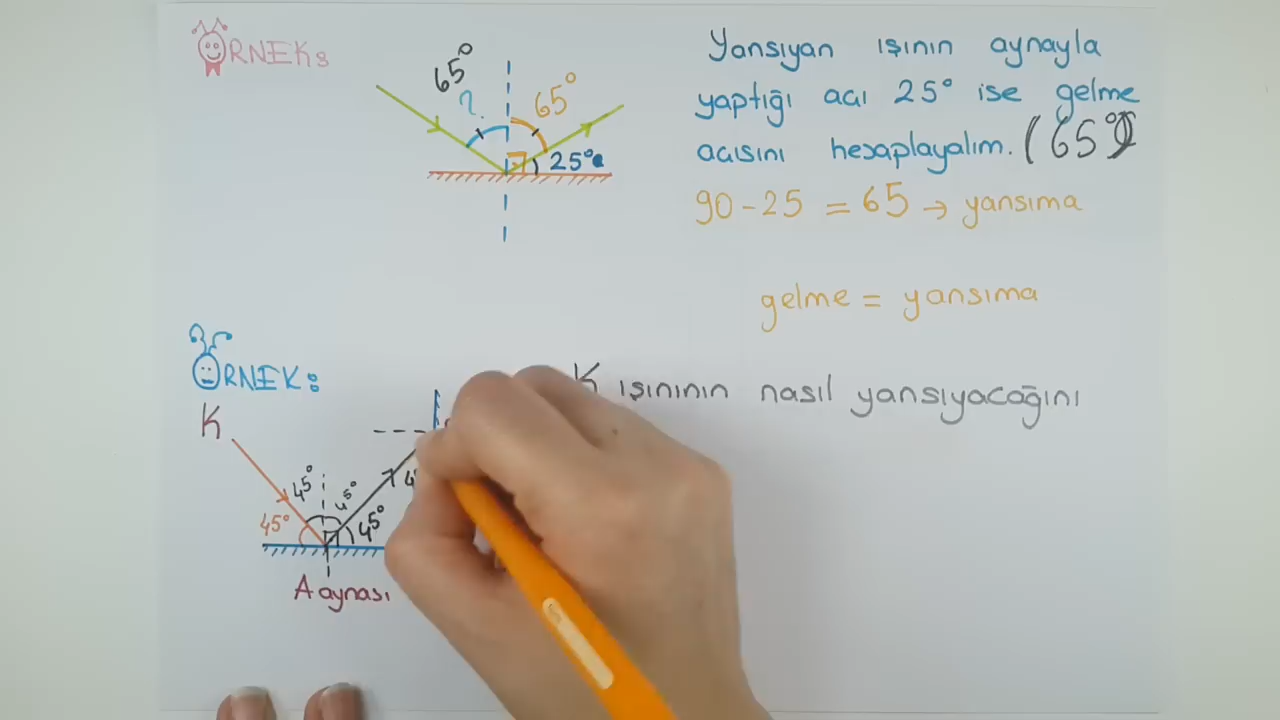 ÖRNEK:
65°
?
65°
25°
Yansıyan ışının aynayla
yaptığı açı 25° ise gelme
açısını hesaplayalım. (65°)
90 - 25 = 65 → yansıma
gelme = yansıma
ÖRNEK:
K ışınının nasıl yansıyacağını
K
45°
45°
45°
45°
A aynası